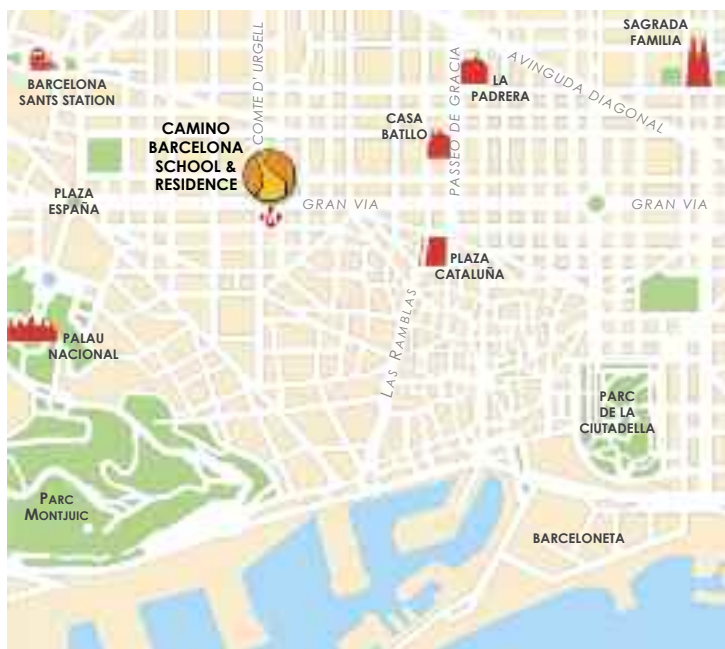 SAGRADA
FAMILIA
BARCELONA
SANTS STATION
COMTE D' URGELL
PASSEO DE GRACIA
AVINGUDA DIAGONAL
LA
PADRERA
CASA
BATLLO
CAMINO
BARCELONA
SCHOOL &
RESIDENCE
PLAZA
ESPAÑA
M
GRAN VIA
GRAN VIA
PLAZA
CATALUÑA
LAS RAMBLAS
PALAU
NACIONAL
PARC
DE LA
CIUTADELLA
PARC
MONTJUIC
BARCELONETA